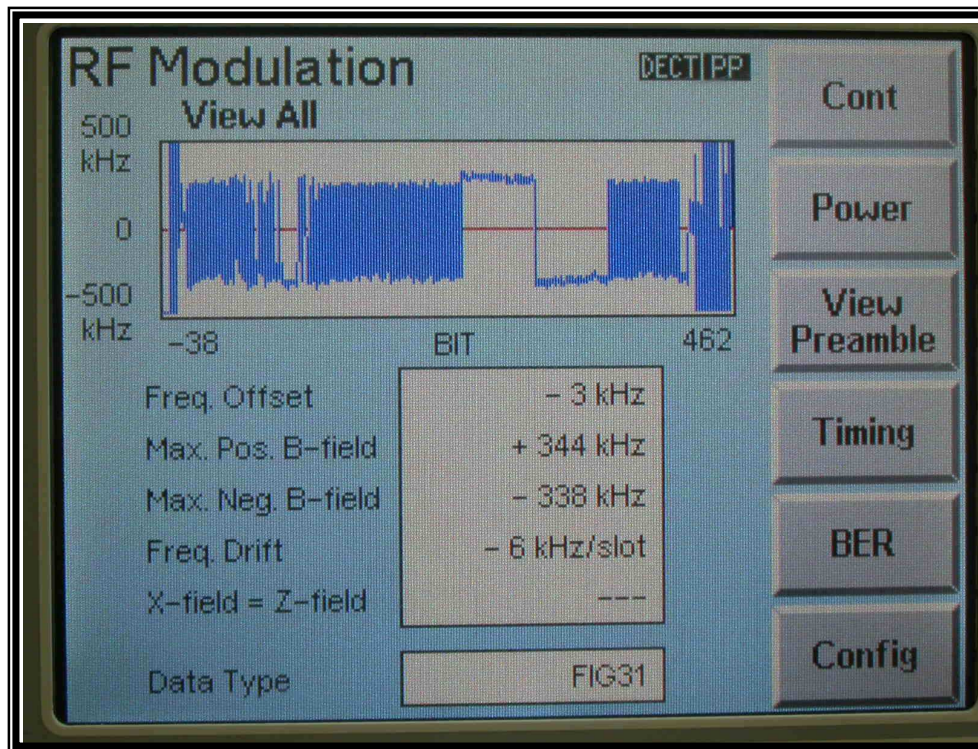 RF Modulation
DECT PP
View All
500
kHz
0
-500
kHz
-38 BIT 462
Freq. Offset - 3 kHz
Max. Pos. B-field + 344 kHz
Max. Neg. B-field - 338 kHz
Freq. Drift - 6 kHz/slot
X-field = Z-field ---
Data Type FIG31
Cont
Power
View
Preamble
Timing
BER
Config